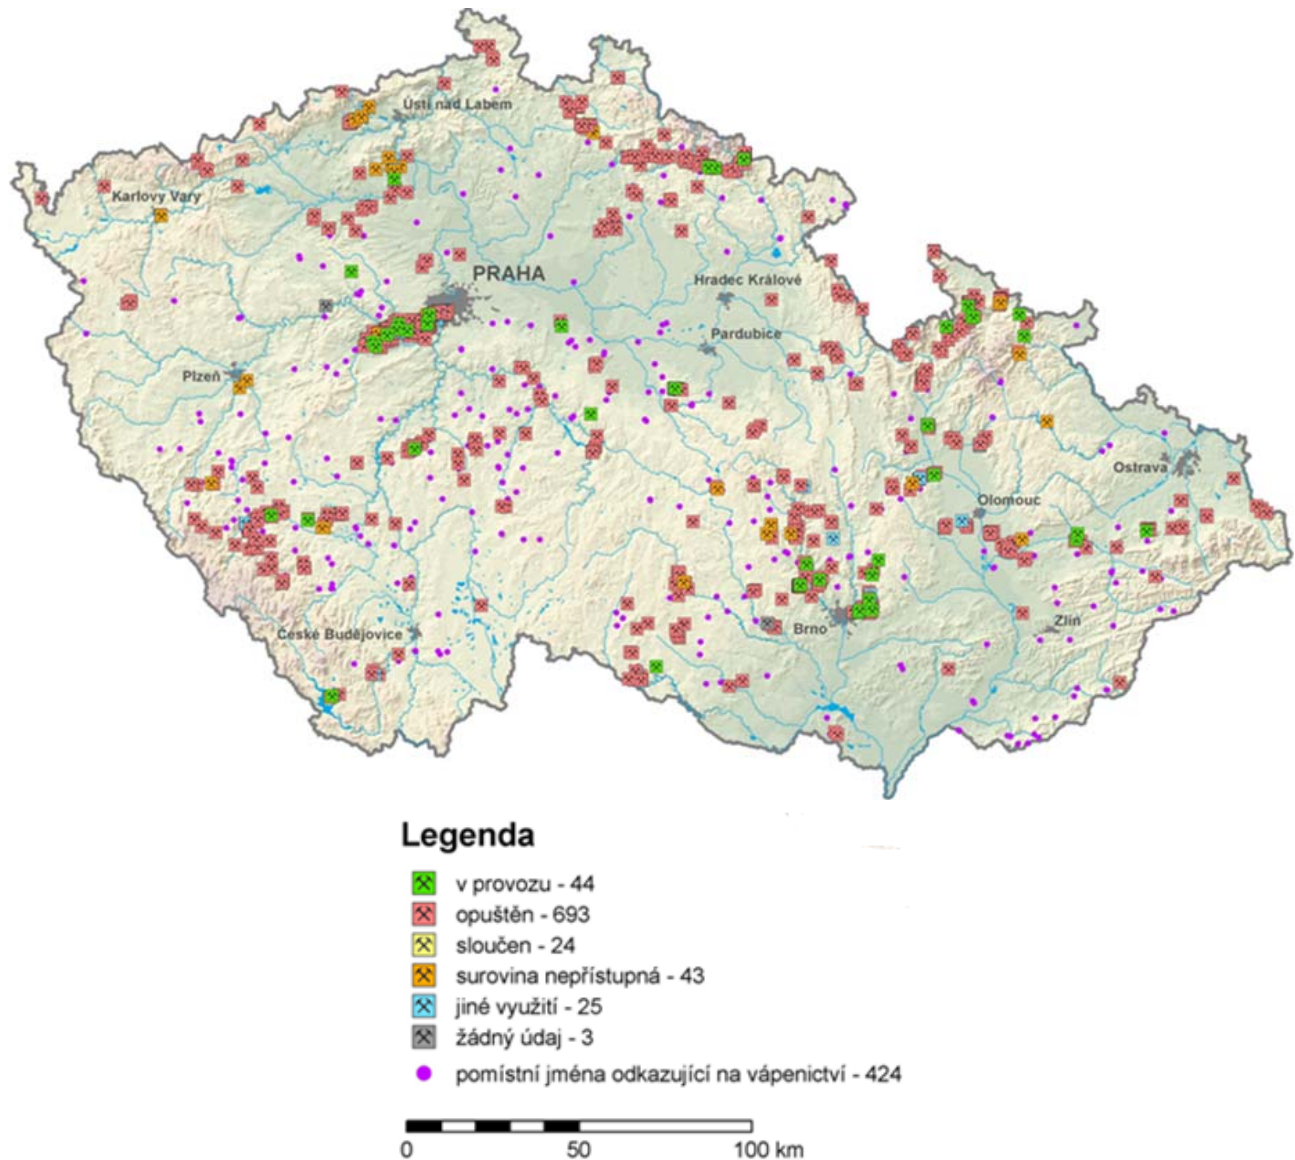 Ústí nad Labem
Karlovy Vary
PRAHA
Hradec Králové
Pardubice
Plzeň
Ostrava
Olomouc
Brno
Zlín
České Budějovice
Legenda
v provozu - 44
opuštěn - 693
sloučen - 24
surovina nepřístupná - 43
jiné využití - 25
žádný údaj - 3
pomístní jména odkazující na vápenictví - 424
0 50 100 km